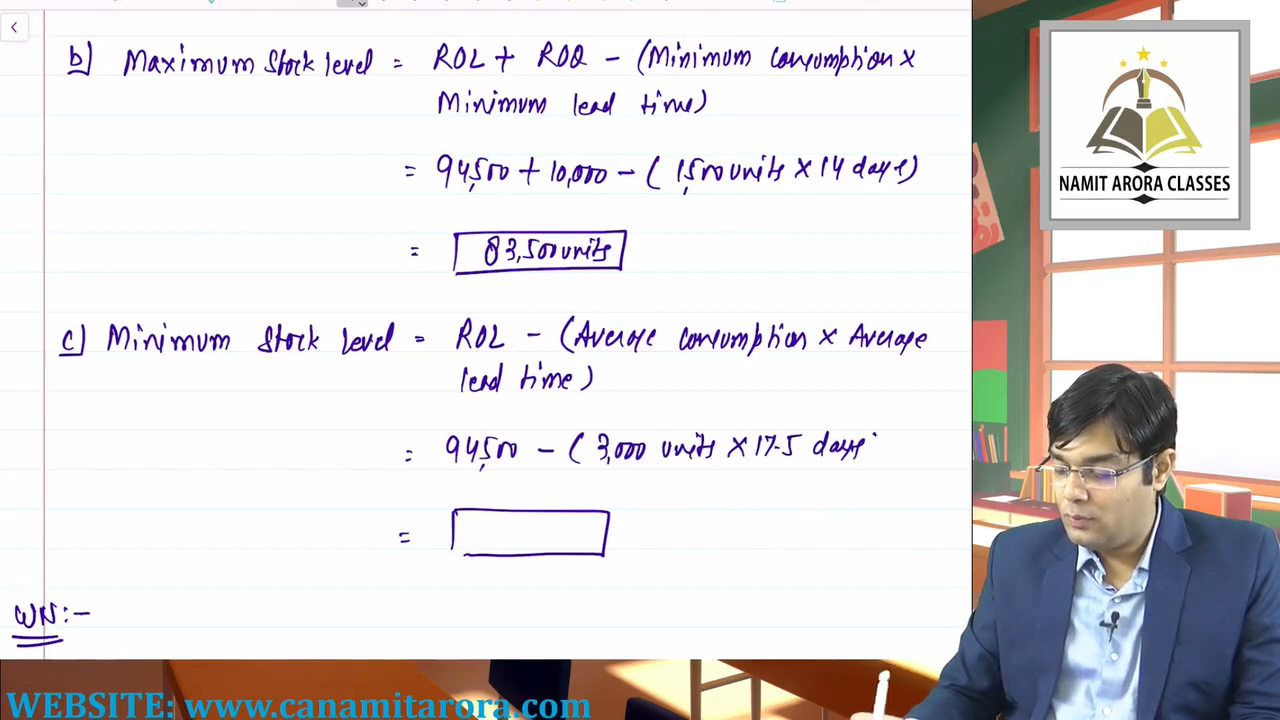 b) Maximum Stock level = ROL + ROQ - (Minimum consumption x
Minimum lead time)
= 94,500 + 10,000 - (1,500 units x 14 days)
= 83,500 units
c) Minimum Stock level = ROL - (Average consumption x Average
lead time)
= 94,500 - (3,000 units x 17.5 days
=
WN:-
NAMIT ARORA CLASSES
WEBSITE: www.canamitarora.com